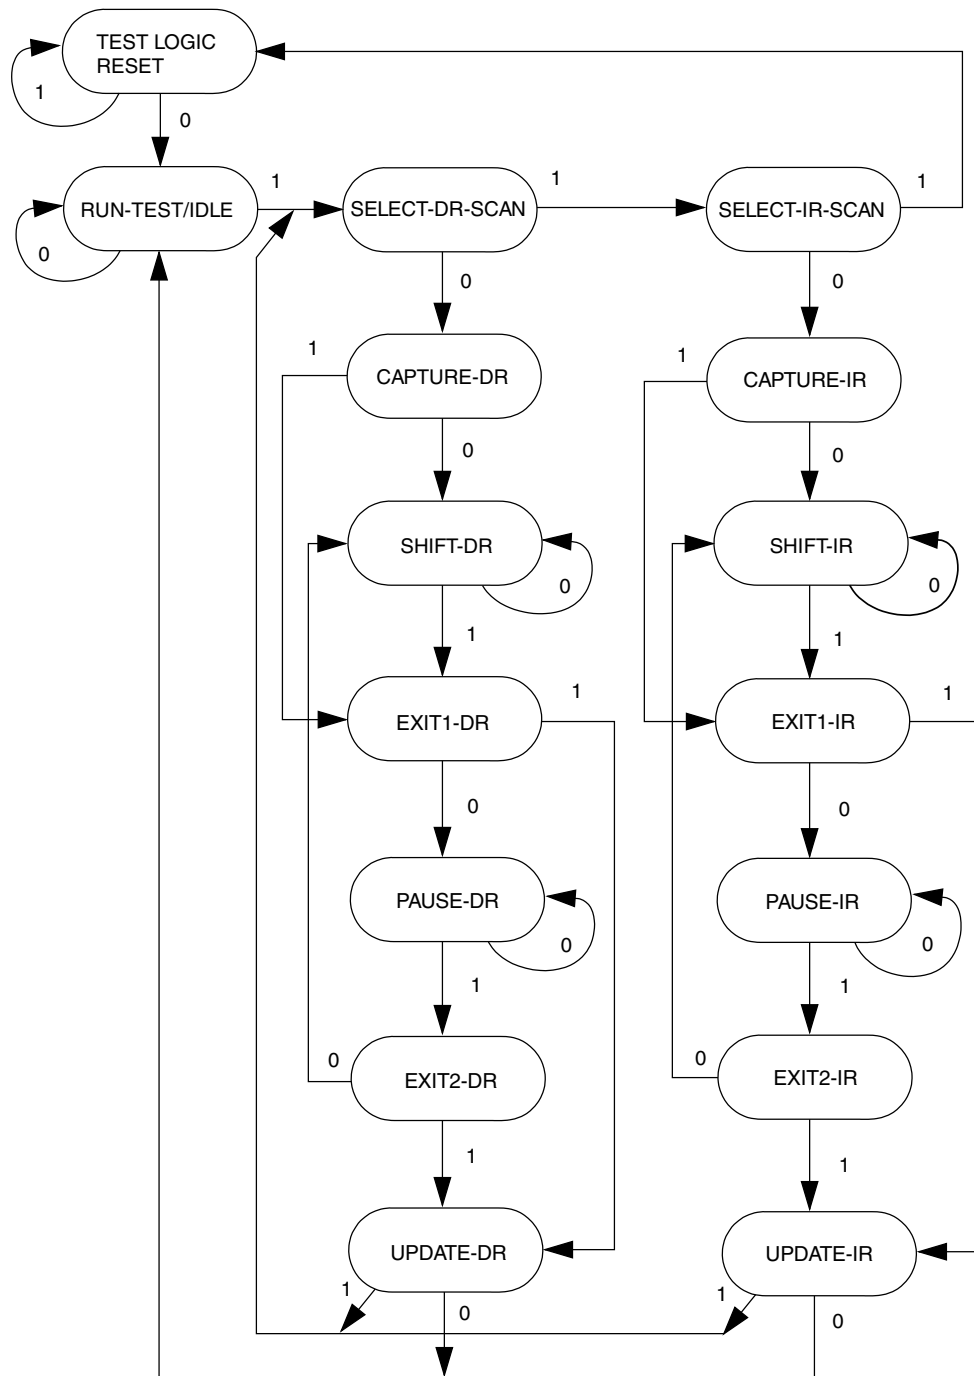 TEST LOGIC
RESET
1
0
RUN-TEST/IDLE
1
SELECT-DR-SCAN
1
SELECT-IR-SCAN
1
0
0
0
1
CAPTURE-DR
1
CAPTURE-IR
0
0
SHIFT-DR
0
SHIFT-IR
0
1
1
EXIT1-DR
1
EXIT1-IR
1
0
0
PAUSE-DR
0
PAUSE-IR
0
1
1
0
EXIT2-DR
0
EXIT2-IR
1
1
UPDATE-DR
UPDATE-IR
1
0
1
0